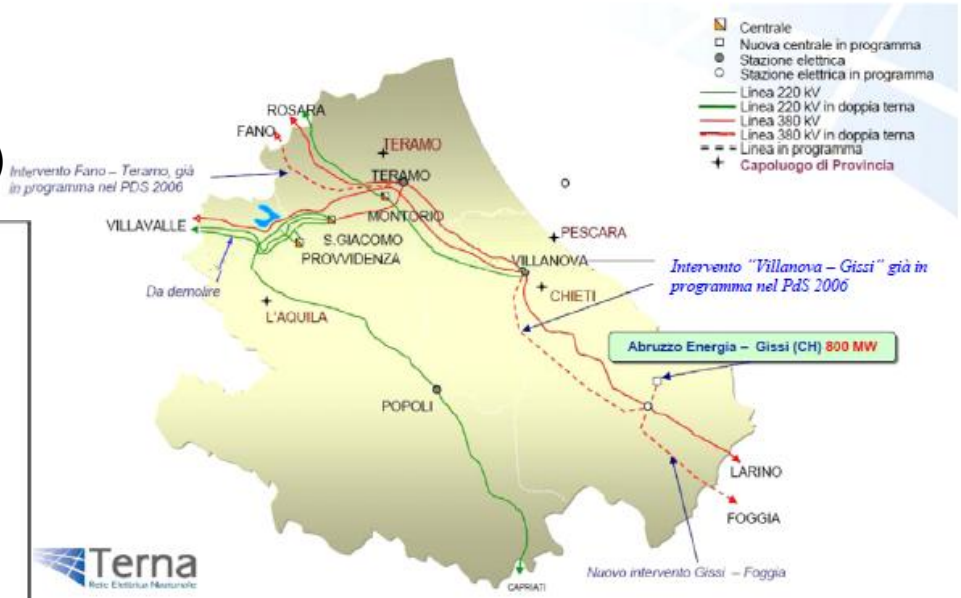 Centrale
Nuova centrale in programma
Stazione elettrica
Stazione elettrica in programma
Linea 220 kV
Linea 220 kV in doppia terna
Linea 380 kV
Linea 380 kV in doppia terna
Linea in programma
Capoluogo di Provincia
ROSARA
FANO
TERAMO
Intervento Fano – Teramo, già
in programma nel PDS 2006
TERAMO
MONTORIO
VILLAVALLE
S.GIACOMO
PROVVIDENZA
PESCARA
VILLANOVA
Intervento "Villanova – Gissi" già in
programma nel PdS 2006
Da demolire
CHIETI
L'AQUILA
Abruzzo Energia – Gissi (CH) 800 MW
POPOLI
LARINO
FOGGIA
Terna
Rete Elettrica Nazionale
CAPRIATI
Nuovo intervento Gissi – Foggia